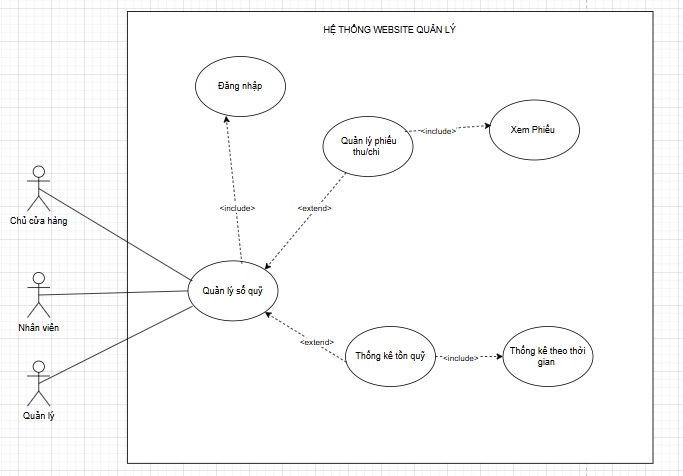 HỆ THỐNG WEBSITE QUẢN LÝ
Đăng nhập
<include>
Xem Phiếu
Quản lý phiếu
thu/chi
Chủ cửa hàng
<include>
<extend>
Quản lý sổ quỹ
Nhân viên
<extend>
Thống kê tồn quỹ
<include>
Thống kê theo thời
gian
Quản lý